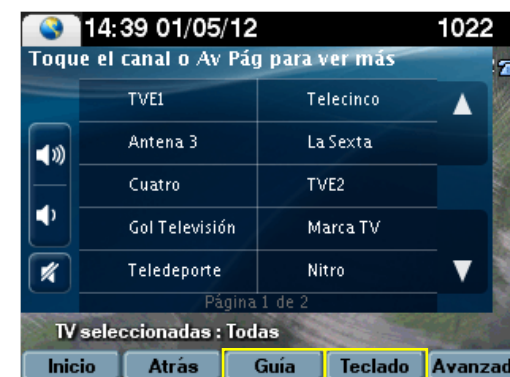 14:39 01/05/12 1022
Toque el canal o Av Pág para ver más
TVE1 Telecinco
Antena 3 La Sexta
Cuatro TVE2
Gol Televisión Marca TV
Teledeporte Nitro
Página 1 de 2
TV seleccionadas : Todas
Inicio Atrás Guía Teclado Avanzad